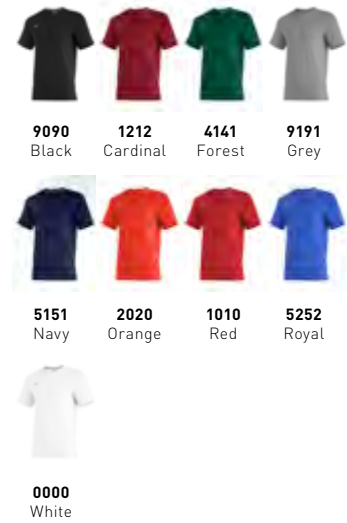 9090 1212 4141 9191
Black Cardinal Forest Grey
5151 2020 1010 5252
Navy Orange Red Royal
0000
White